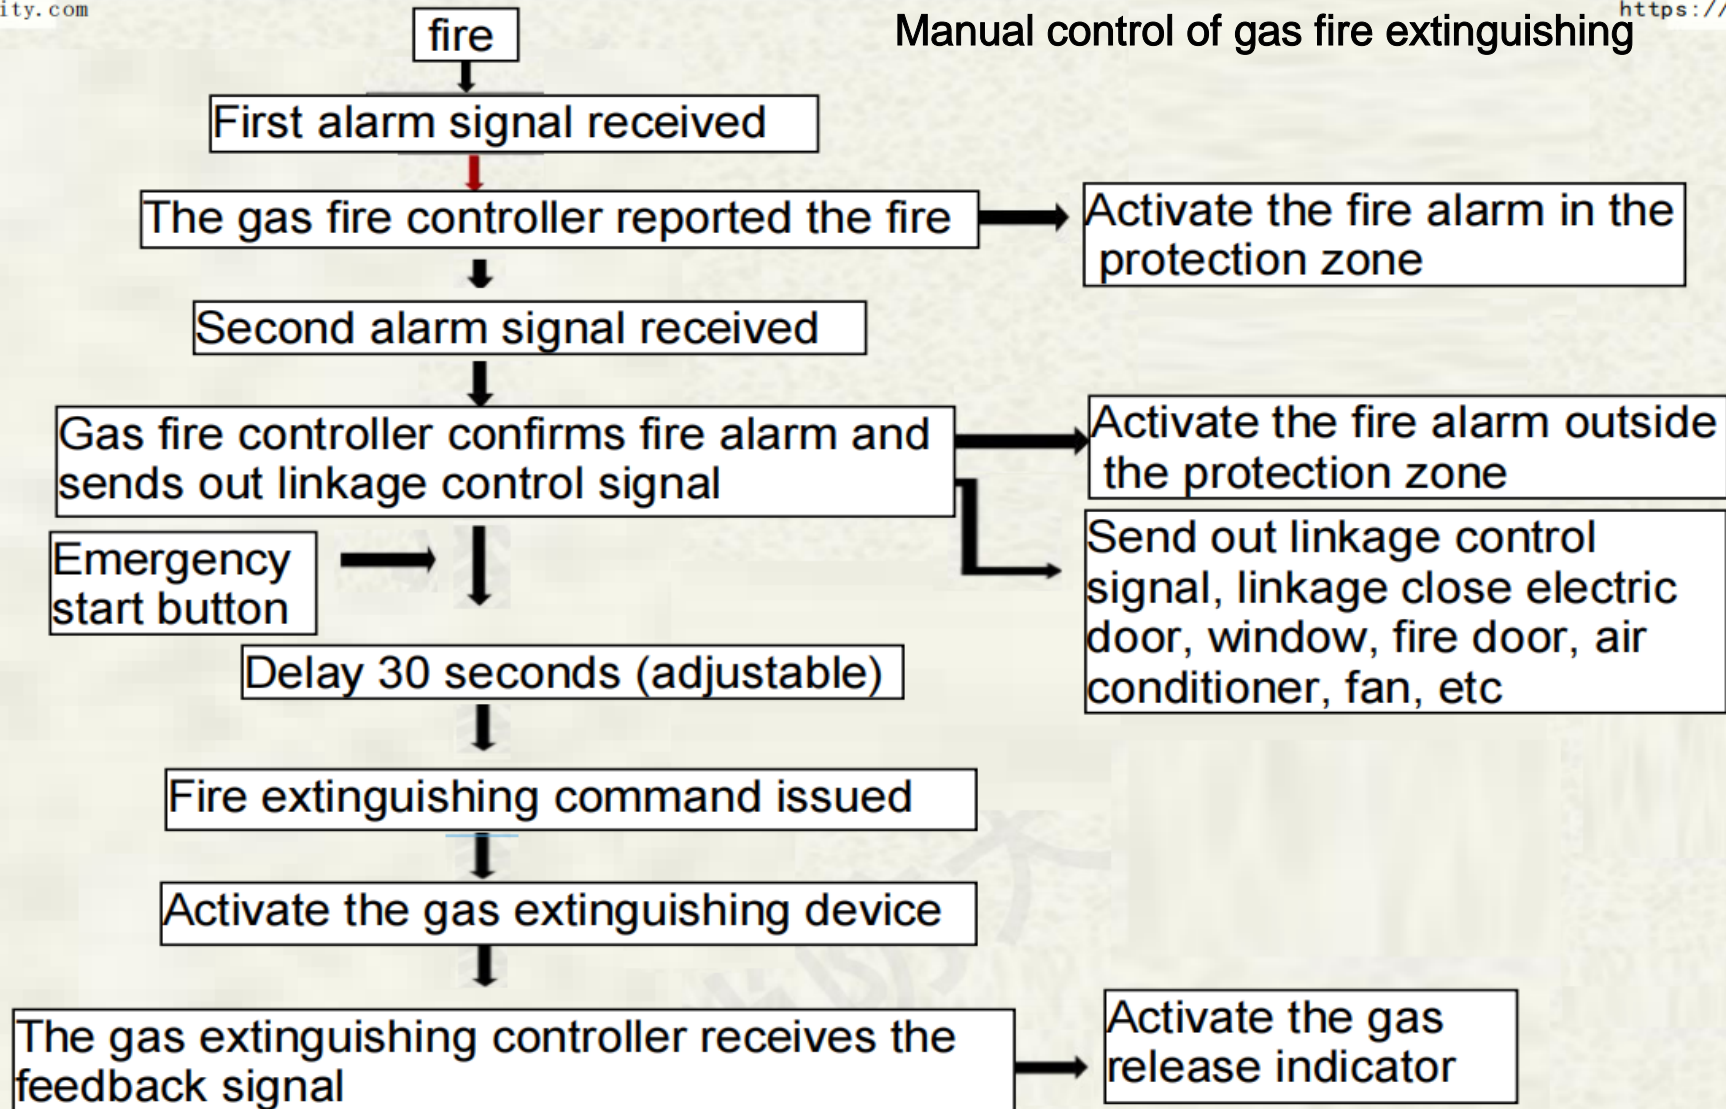 ity.com
https://
Manual control of gas fire extinguishing
fire
First alarm signal received
The gas fire controller reported the fire
Activate the fire alarm in the
protection zone
Second alarm signal received
Gas fire controller confirms fire alarm and
sends out linkage control signal
Activate the fire alarm outside
the protection zone
Emergency
start button
Send out linkage control
signal, linkage close electric
door, window, fire door, air
conditioner, fan, etc
Delay 30 seconds (adjustable)
Fire extinguishing command issued
Activate the gas extinguishing device
The gas extinguishing controller receives the
feedback signal
Activate the gas
release indicator